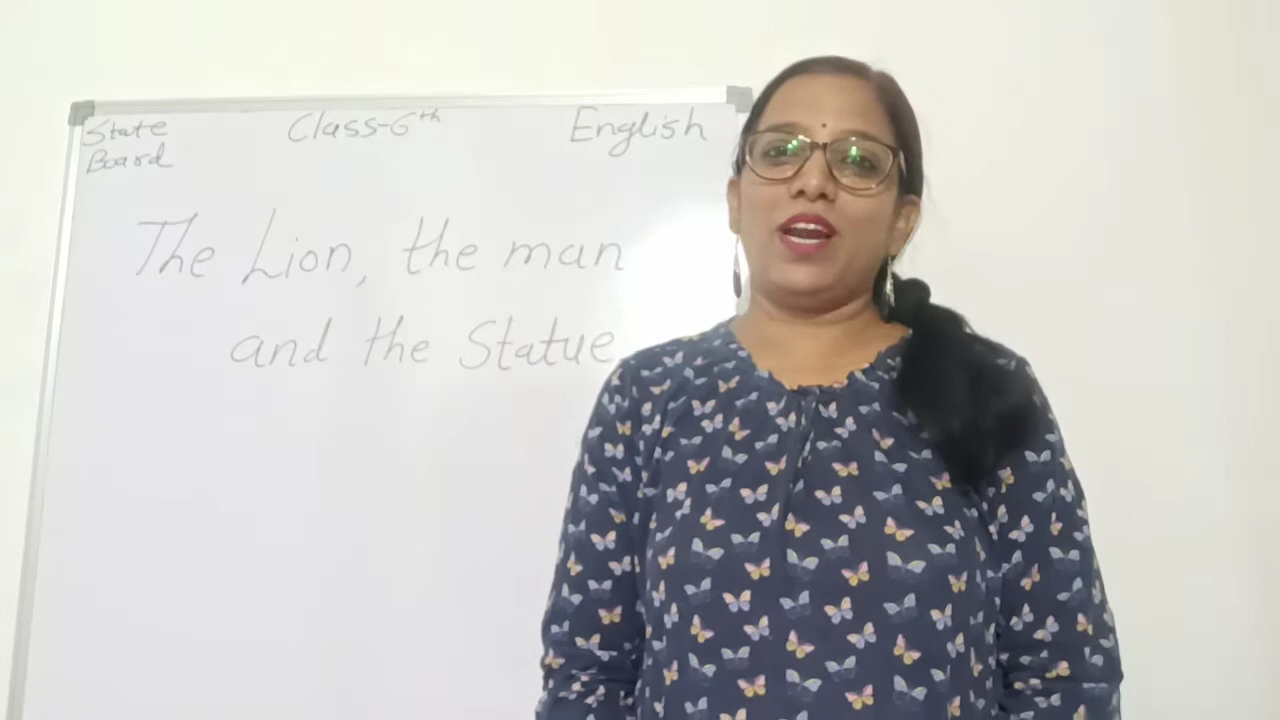 State
Board
Class-6th
English
The Lion, the man
and the Statue